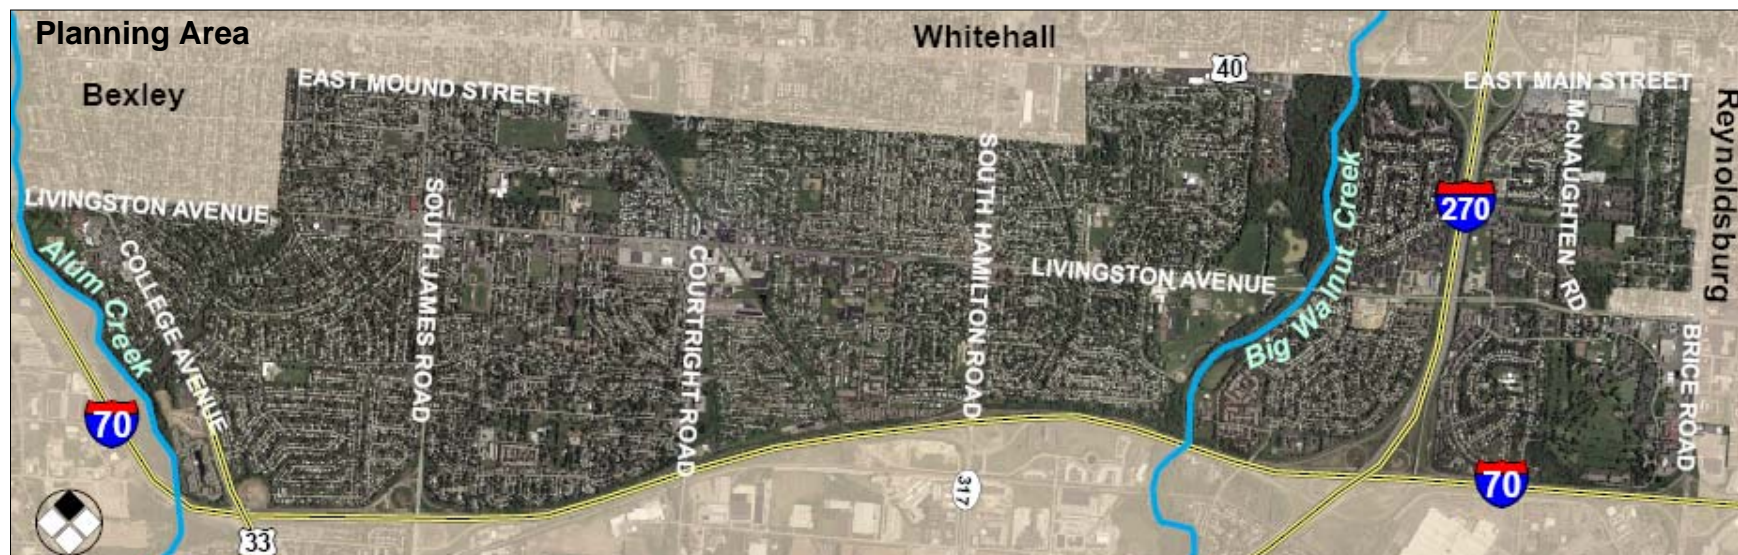 Planning Area
Whitehall
Bexley
40
EAST MOUND STREET
EAST MAIN STREET
Reynoldsburg
McNAUGHTEN RD
SOUTH HAMILTON ROAD
Big Walnut Creek
270
LIVINGSTON AVENUE
SOUTH JAMES ROAD
Alum Creek
COLLEGE AVENUE
COURTRIGHT ROAD
LIVINGSTON AVENUE
BRICE ROAD
70
317
70
33